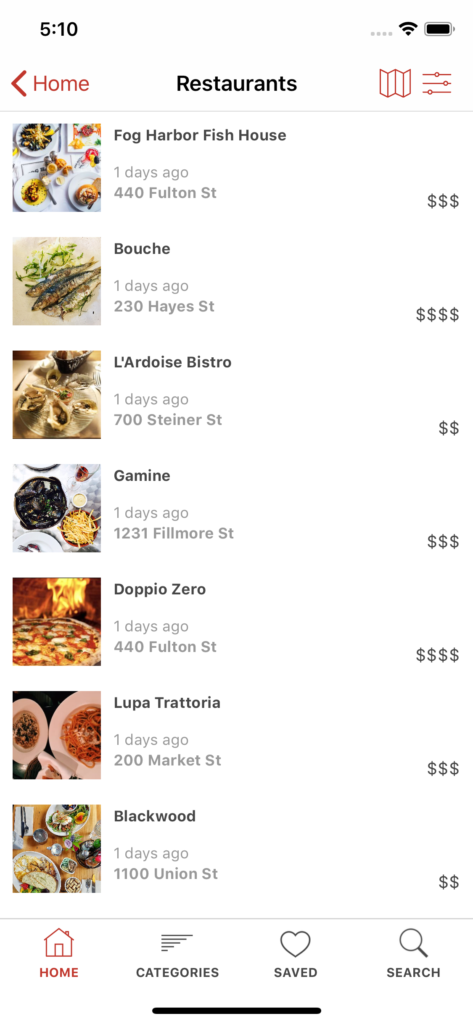 5:10
Home
Restaurants
Fog Harbor Fish House
1 days ago
440 Fulton St
$$$
Bouche
1 days ago
230 Hayes St
$$$$
L'Ardoise Bistro
1 days ago
700 Steiner St
$$
Gamine
1 days ago
1231 Fillmore St
$$$
Doppio Zero
1 days ago
440 Fulton St
$$$$
Lupa Trattoria
1 days ago
200 Market St
$$$
Blackwood
1 days ago
1100 Union St
$$
HOME
CATEGORIES
SAVED
SEARCH